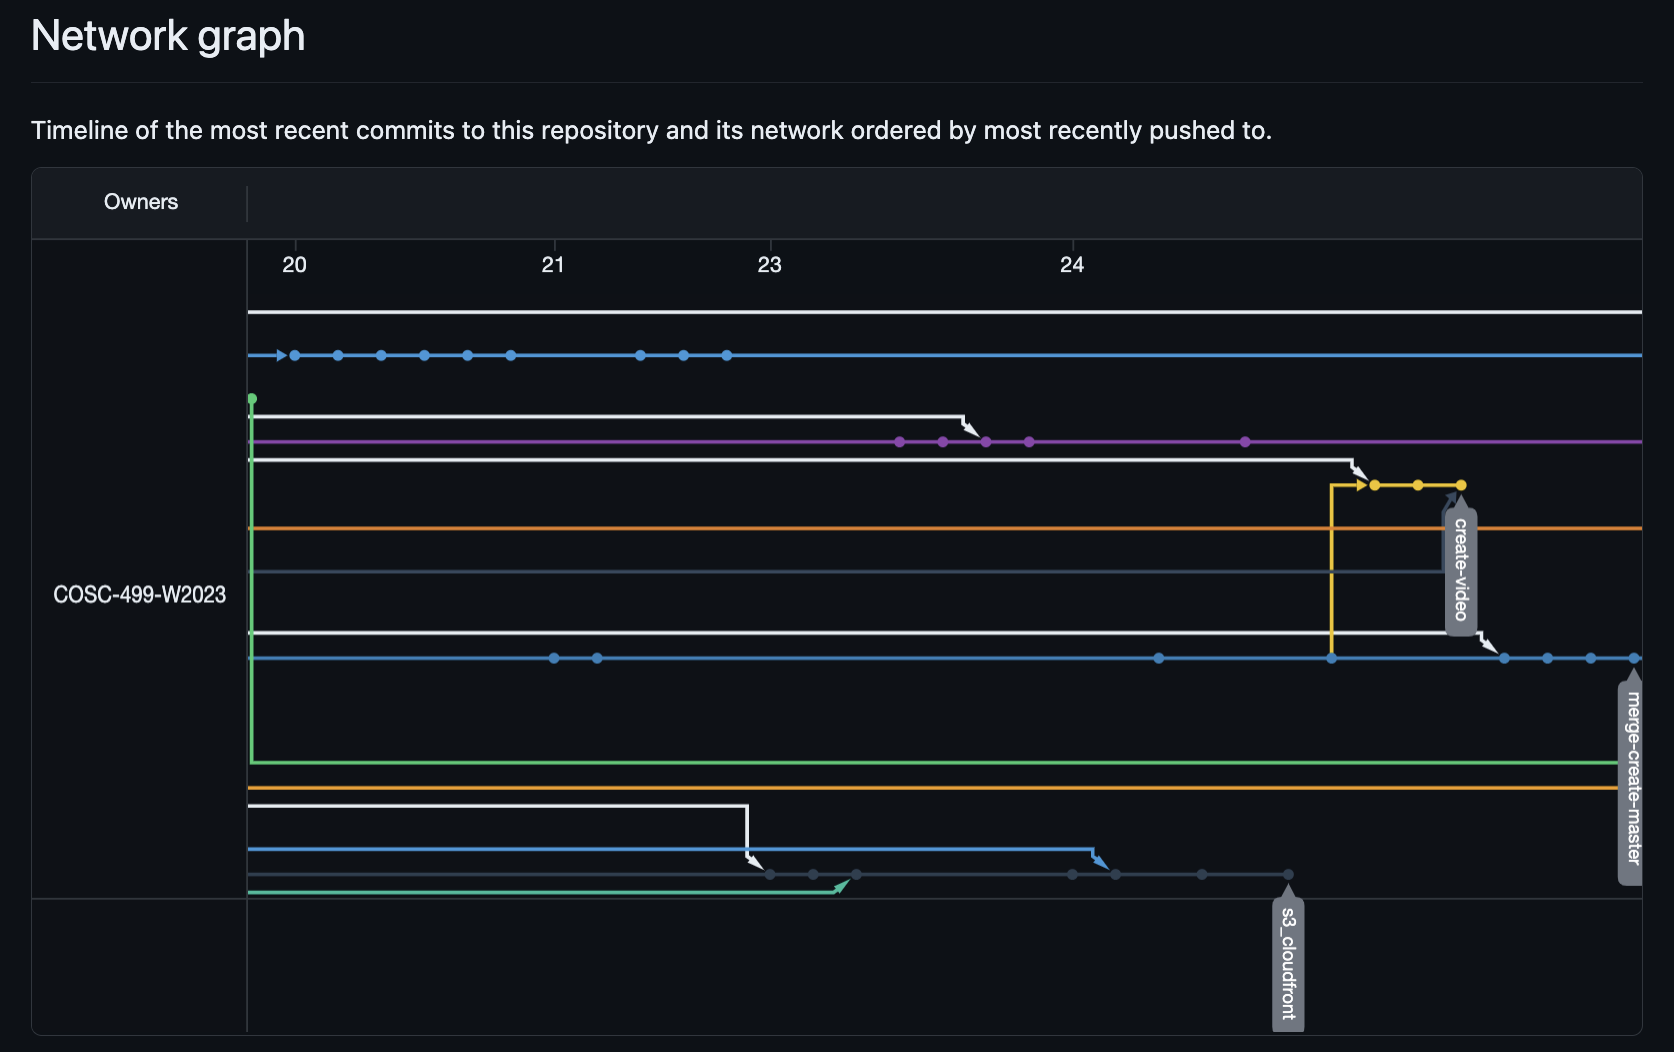 Network graph
Timeline of the most recent commits to this repository and its network ordered by most recently pushed to.
Owners
20
21
23
24
COSC-499-W2023
create-video
merge-create-master
s3_cloudfront